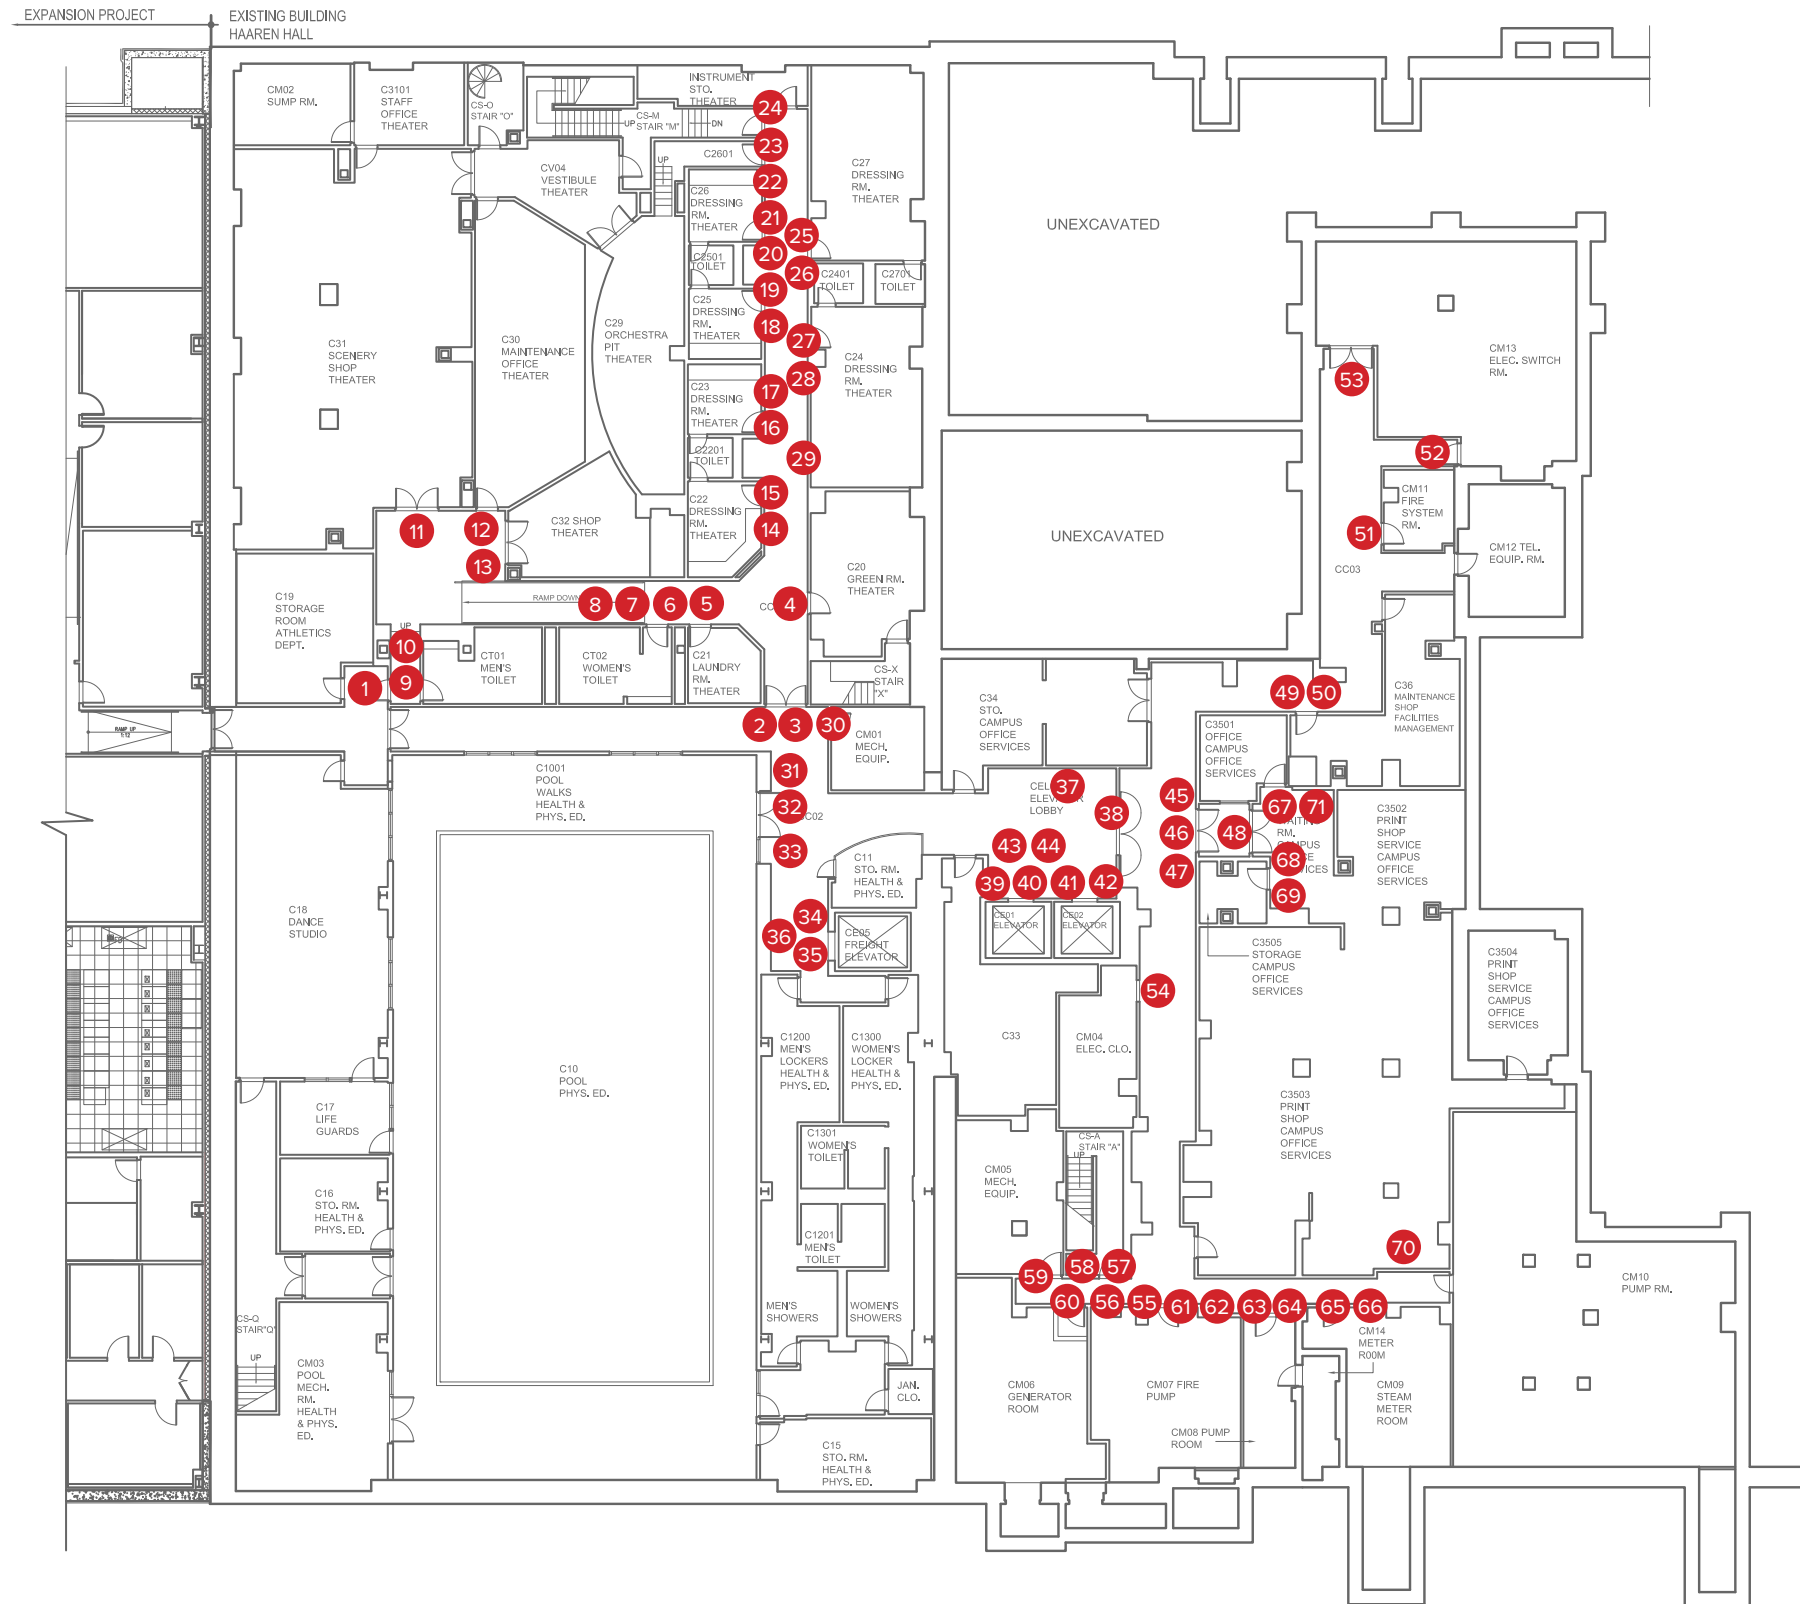 EXPANSION PROJECT
EXISTING BUILDING
HAAREN HALL
CM02
SUMP RM.
C3101
STAFF
OFFICE
THEATER
CS-O
STAIR "O"
INSTRUMENT
STO.
THEATER
CS-M
STAIR "M"
UP
DN
C2601
UP
CV04
VESTIBULE
THEATER
C26
DRESSING
RM.
THEATER
C27
DRESSING
RM.
THEATER
24
23
22
21
20
19
18
17
16
15
14
25
26
27
28
29
C2501
TOILET
C2401
TOILET
C2701
TOILET
C25
DRESSING
RM.
THEATER
C31
SCENERY
SHOP
THEATER
C30
MAINTENANCE
OFFICE
THEATER
C29
ORCHESTRA
PIT
THEATER
C24
DRESSING
RM.
THEATER
C23
DRESSING
RM.
THEATER
C2201
TOILET
C22
DRESSING
RM.
THEATER
C32 SHOP
THEATER
11
12
13
C20
GREEN RM.
THEATER
UNEXCAVATED
UNEXCAVATED
CM13
ELEC. SWITCH
RM.
53
52
CM11
FIRE
SYSTEM
RM.
51
CM12 TEL.
EQUIP. RM.
CC03
C19
STORAGE
ROOM
ATHLETICS
DEPT.
RAMP DOWN
8
7
6
5
4
UP
10
9
1
CT01
MEN'S
TOILET
CT02
WOMEN'S
TOILET
C21
LAUNDRY
RM.
THEATER
CS-X
STAIR
"X"
C34
STO.
CAMPUS
OFFICE
SERVICES
49
50
C36
MAINTENANCE
SHOP
FACILITIES
MANAGEMENT
C3501
OFFICE
CAMPUS
OFFICE
SERVICES
RAMP UP
1:12
2
3
30
CM01
MECH.
EQUIP.
31
32
33
CC02
C1001
POOL
WALKS
HEALTH &
PHYS. ED.
37
ELEVATOR
LOBBY
38
45
46
47
48
67
71
68
69
RM.
C3502
PRINT
SHOP
SERVICE
CAMPUS
OFFICE
SERVICES
C11
STO. RM.
HEALTH &
PHYS. ED.
43
44
39
40
41
42
CE01
ELEVATOR
CE02
ELEVATOR
34
36
35
CE05
FREIGHT
ELEVATOR
C18
DANCE
STUDIO
C3505
STORAGE
CAMPUS
OFFICE
SERVICES
C3504
PRINT
SHOP
SERVICE
CAMPUS
OFFICE
SERVICES
54
C10
POOL
PHYS. ED.
C1200
MEN'S
LOCKERS
HEALTH &
PHYS. ED.
C1300
WOMEN'S
LOCKER
HEALTH &
PHYS. ED.
C33
CM04
ELEC. CLO.
C3503
PRINT
SHOP
CAMPUS
OFFICE
SERVICES
C17
LIFE
GUARDS
C1301
WOMEN'S
TOILET
CS-A
STAIR "A"
UP
CM05
MECH.
EQUIP.
C16
STO. RM.
HEALTH &
PHYS. ED.
C1201
MEN'S
TOILET
70
58
57
59
60
56
55
61
62
63
64
65
66
CM10
PUMP RM.
MEN'S
SHOWERS
WOMEN'S
SHOWERS
CS-Q
STAIR"Q"
UP
CM03
POOL
MECH.
RM.
HEALTH
& PHYS.
ED.
CM14
METER
R00M
CM06
GENERATOR
ROOM
CM07 FIRE
PUMP
CM09
STEAM
METER
ROOM
CM08 PUMP
ROOM
JAN.
CLO.
C15
STO. RM.
HEALTH &
PHYS. ED.